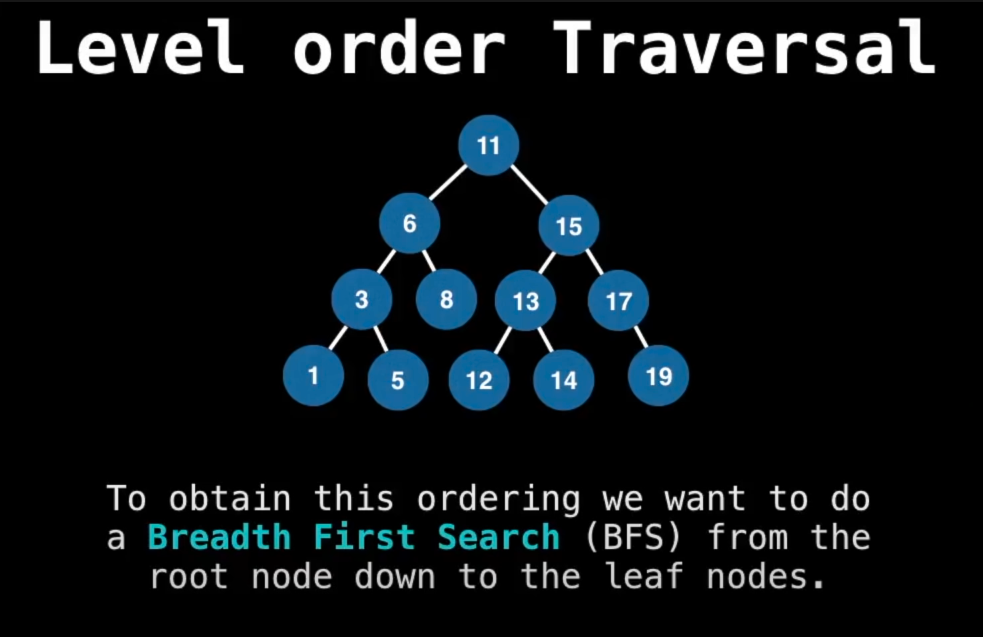 Level order Traversal
11
6 15
3 8 13 17
1 5 12 14 19
To obtain this ordering we want to do
a Breadth First Search (BFS) from the
root node down to the leaf nodes.